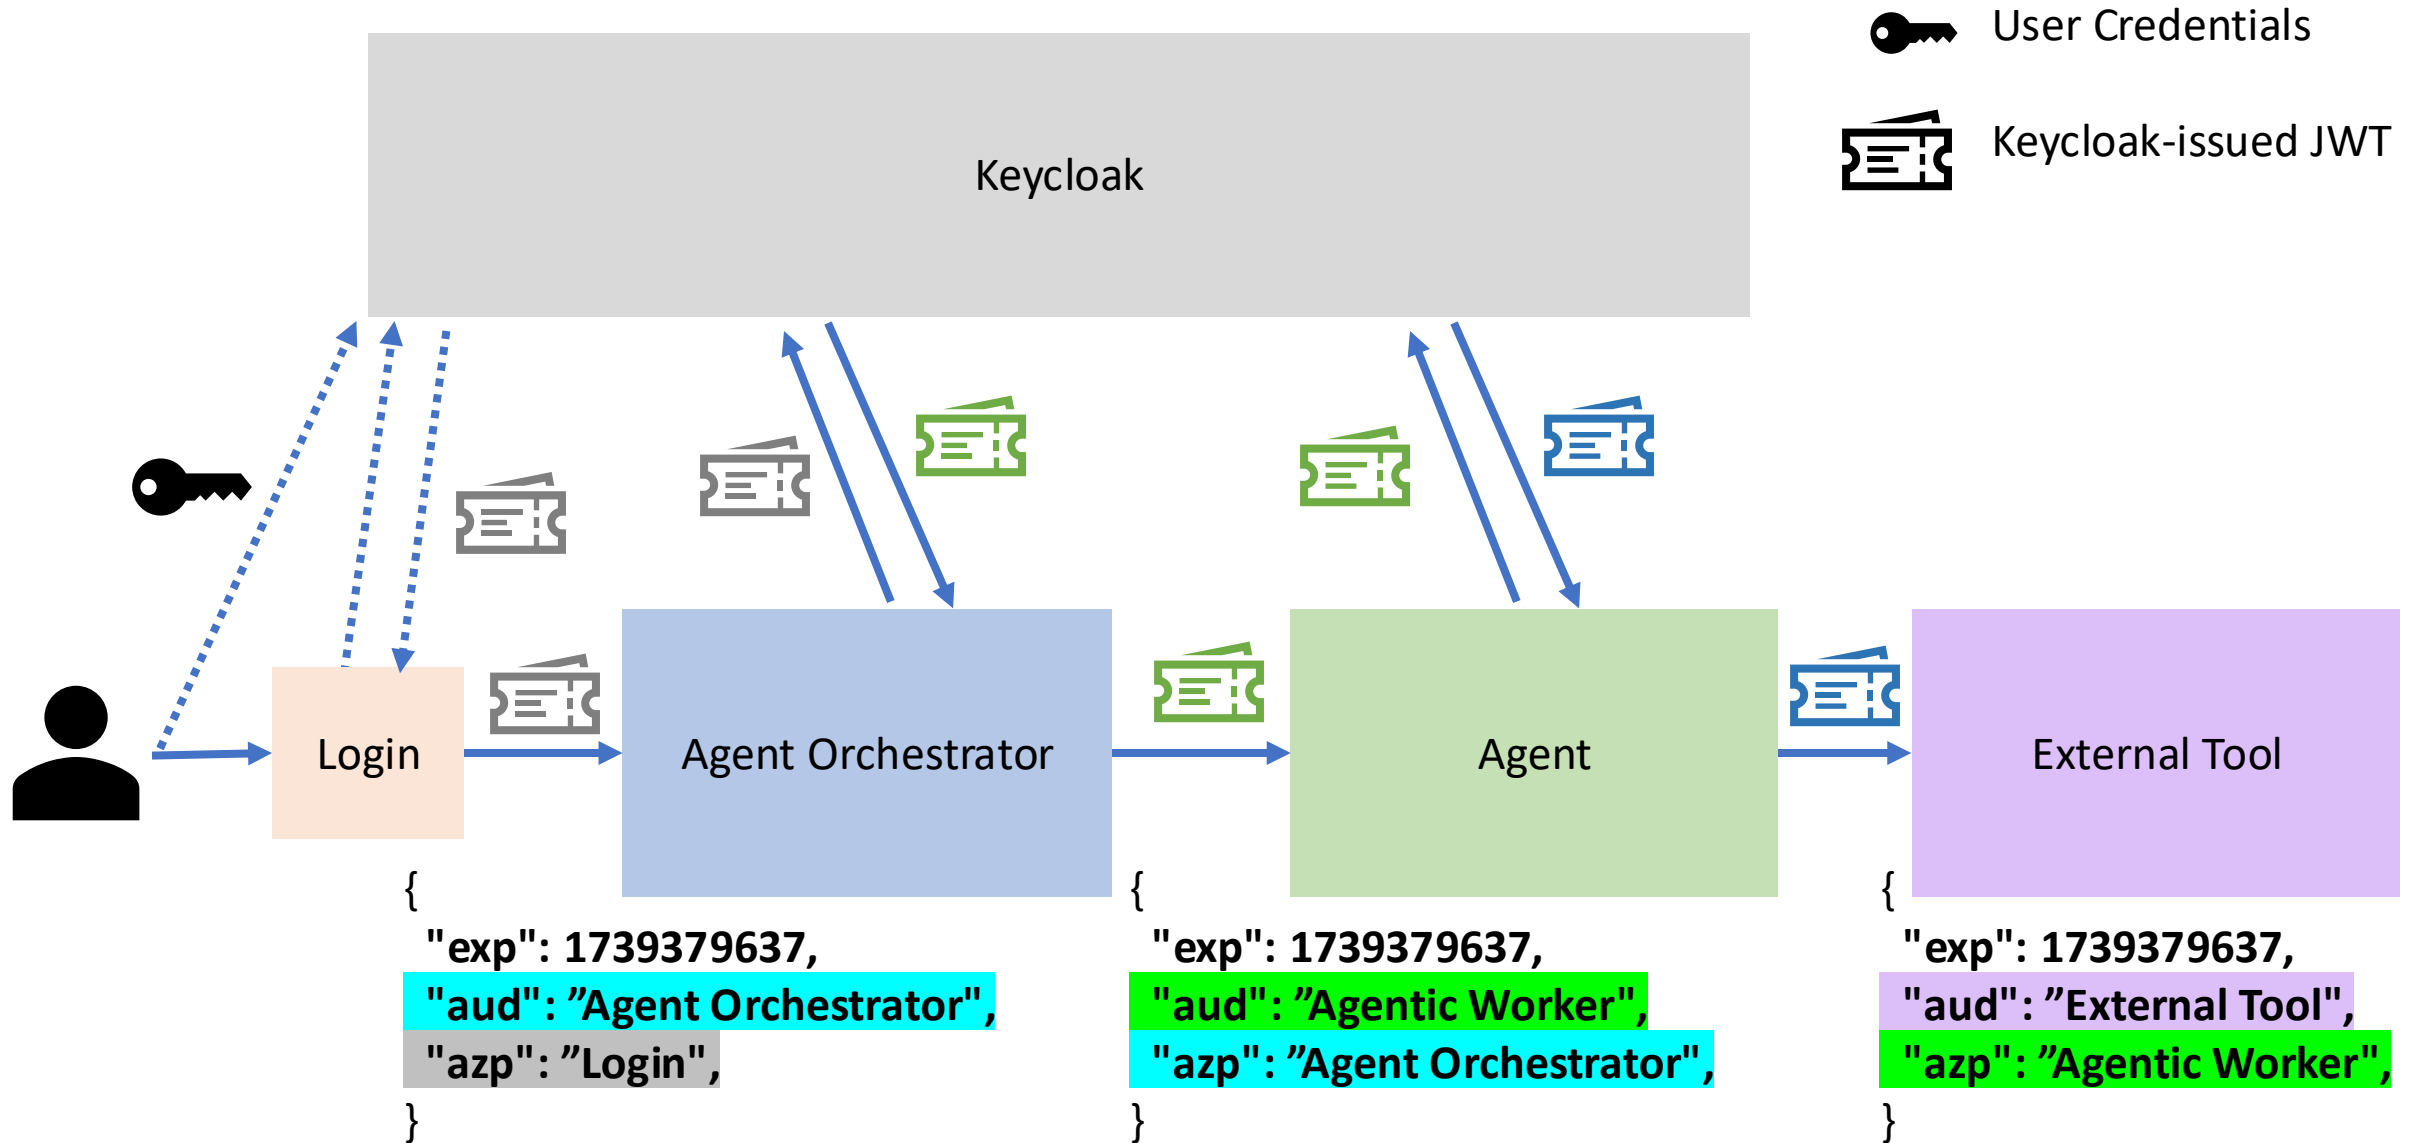 User Credentials
Keycloak-issued JWT
Keycloak
Login
Agent Orchestrator
Agent
External Tool
{
"exp": 1739379637,
"aud": ”Agent Orchestrator",
"azp": ”Login",
}
{
"exp": 1739379637,
"aud": ”Agentic Worker",
"azp": ”Agent Orchestrator",
}
{
"exp": 1739379637,
"aud": ”External Tool",
"azp": ”Agentic Worker",
}